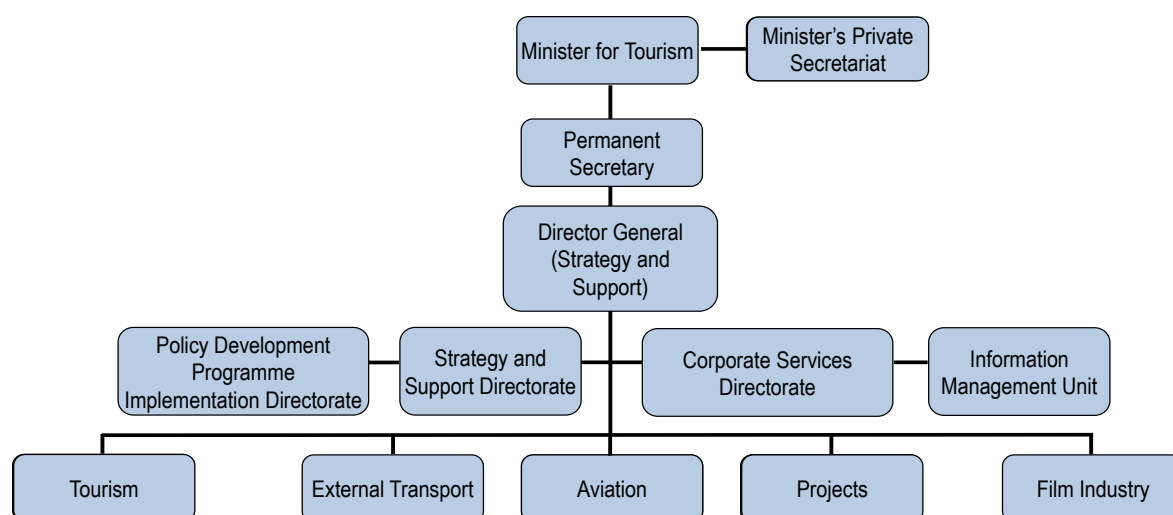 Minister for Tourism
Minister’s Private
Secretariat
Permanent
Secretary
Director General
(Strategy and
Support)
Policy Development
Programme
Implementation Directorate
Strategy and
Support Directorate
Corporate Services
Directorate
Information
Management Unit
Tourism
External Transport
Aviation
Projects
Film Industry